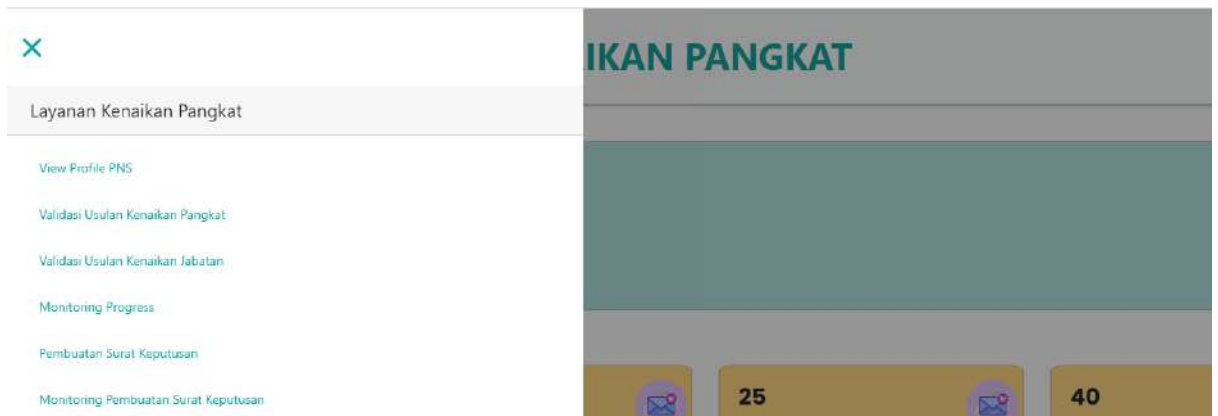 IKAN PANGKAT
Layanan Kenaikan Pangkat
View Profile PNS
Validasi Usulan Kenaikan Pangkat
Validasi Usulan Kenaikan Jabatan
Monitoring Progress
Pembuatan Surat Keputusan
Monitoring Pembuatan Surat Keputusan
25
40